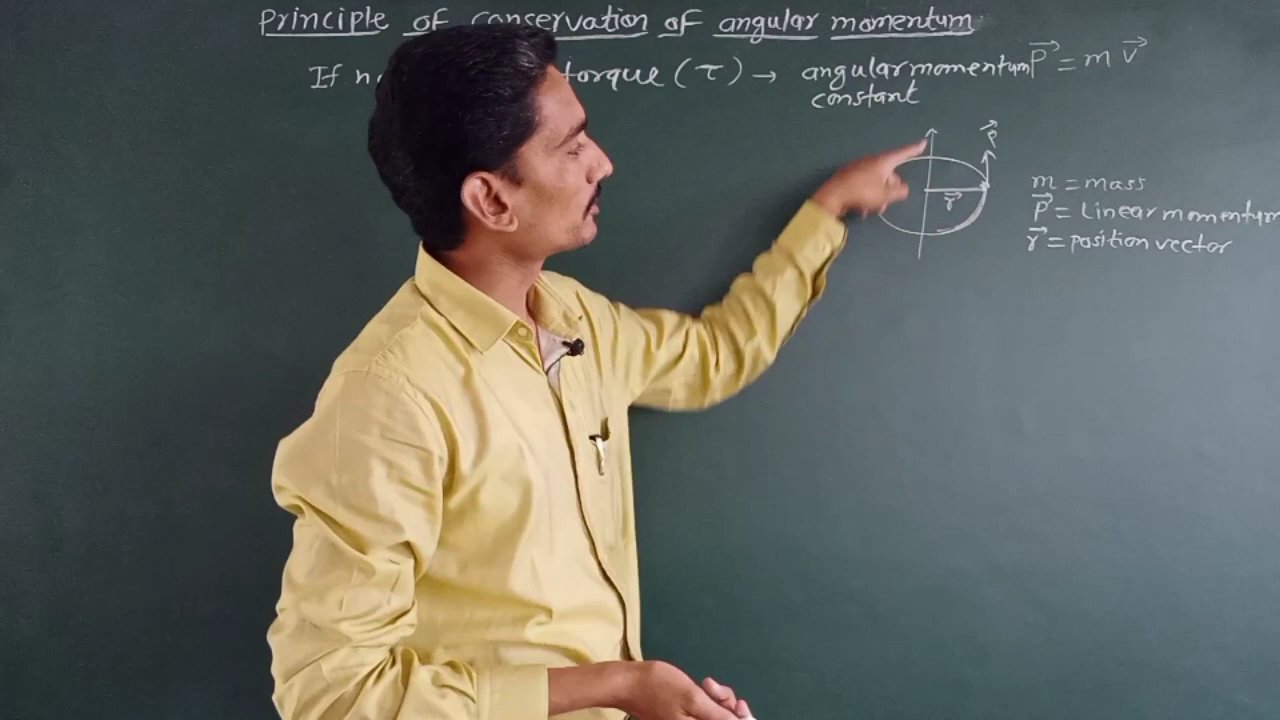 Principle of conservation of angular momentum
If torque (τ) → angular momentum
constant
P⃗ = m v⃗
P⃗
r⃗
m = mass
P⃗ = Linear momentum
r⃗ = position vector